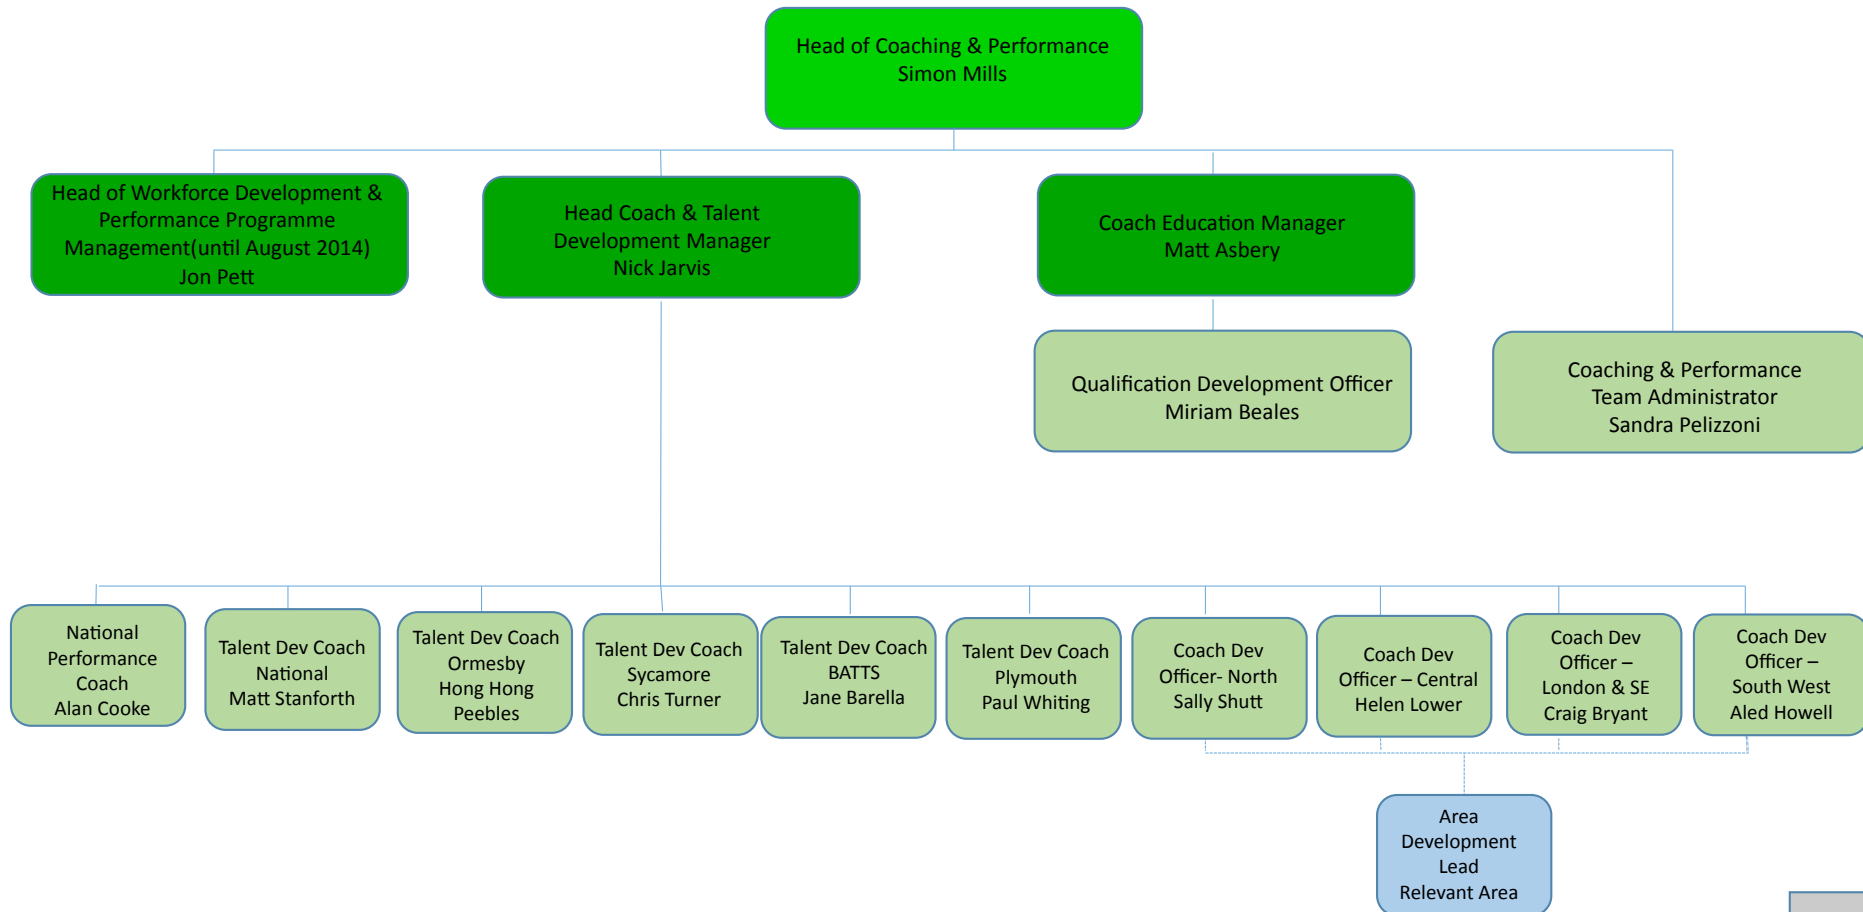 Head of Coaching & Performance
Simon Mills
Head of Workforce Development &
Performance Programme
Management(until August 2014)
Jon Pett
Head Coach & Talent
Development Manager
Nick Jarvis
Coach Education Manager
Matt Asbery
Qualification Development Officer
Miriam Beales
Coaching & Performance
Team Administrator
Sandra Pelizzoni
National
Performance
Coach
Alan Cooke
Talent Dev Coach
National
Matt Stanforth
Talent Dev Coach
Ormesby
Hong Hong
Peebles
Talent Dev Coach
Sycamore
Chris Turner
Talent Dev Coach
BATTS
Jane Barella
Talent Dev Coach
Plymouth
Paul Whiting
Coach Dev
Officer- North
Sally Shutt
Coach Dev
Officer – Central
Helen Lower
Coach Dev
Officer –
London & SE
Craig Bryant
Coach Dev
Officer –
South West
Aled Howell
Area
Development
Lead
Relevant Area